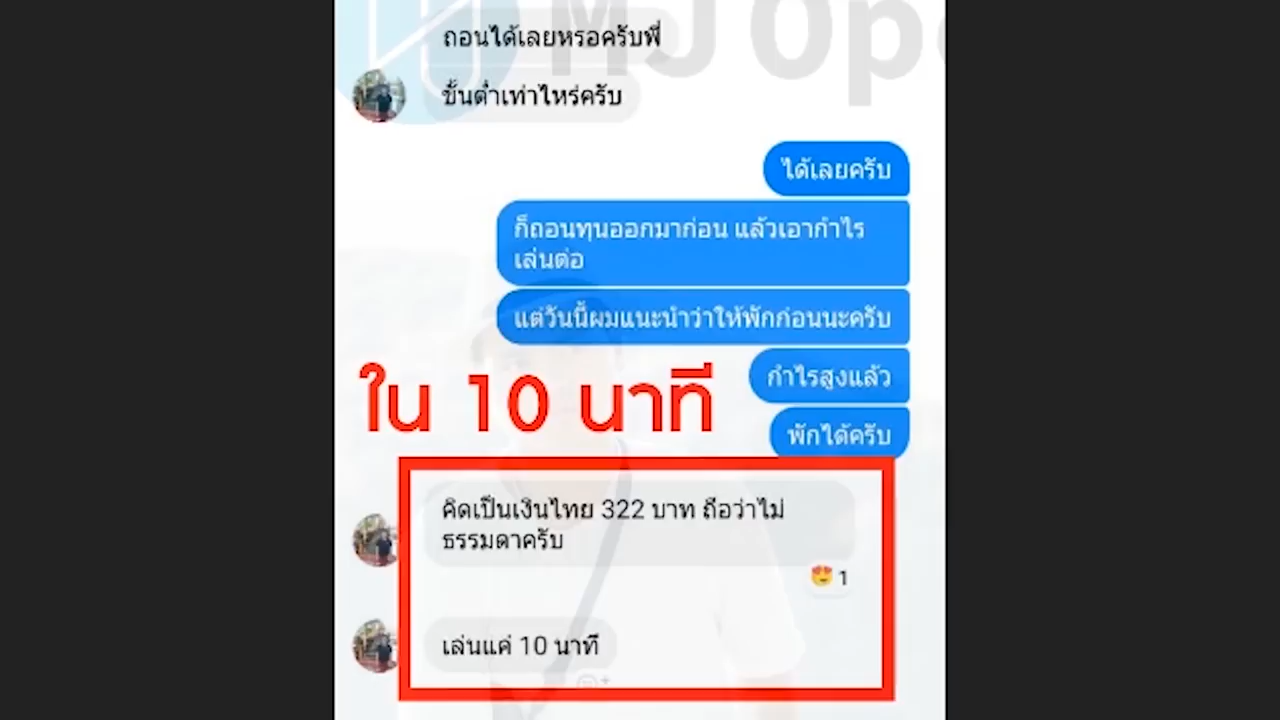 MJ Ope
ถอนได้เลยหรอครับพี่
ขั้นต่ำเท่าไหร่ครับ
ได้เลยครับ
ก็ถอนทุนออกมาก่อน แล้วเอากำไร
เล่นต่อ
แต่วันนี้ผมแนะนำว่าให้พักก่อนนะครับ
กำไรสูงแล้ว
ใน 10 นาที
พักได้ครับ
คิดเป็นเงินไทย 322 บาท ถือว่าไม่
ธรรมดาครับ
1
เล่นแค่ 10 นาที